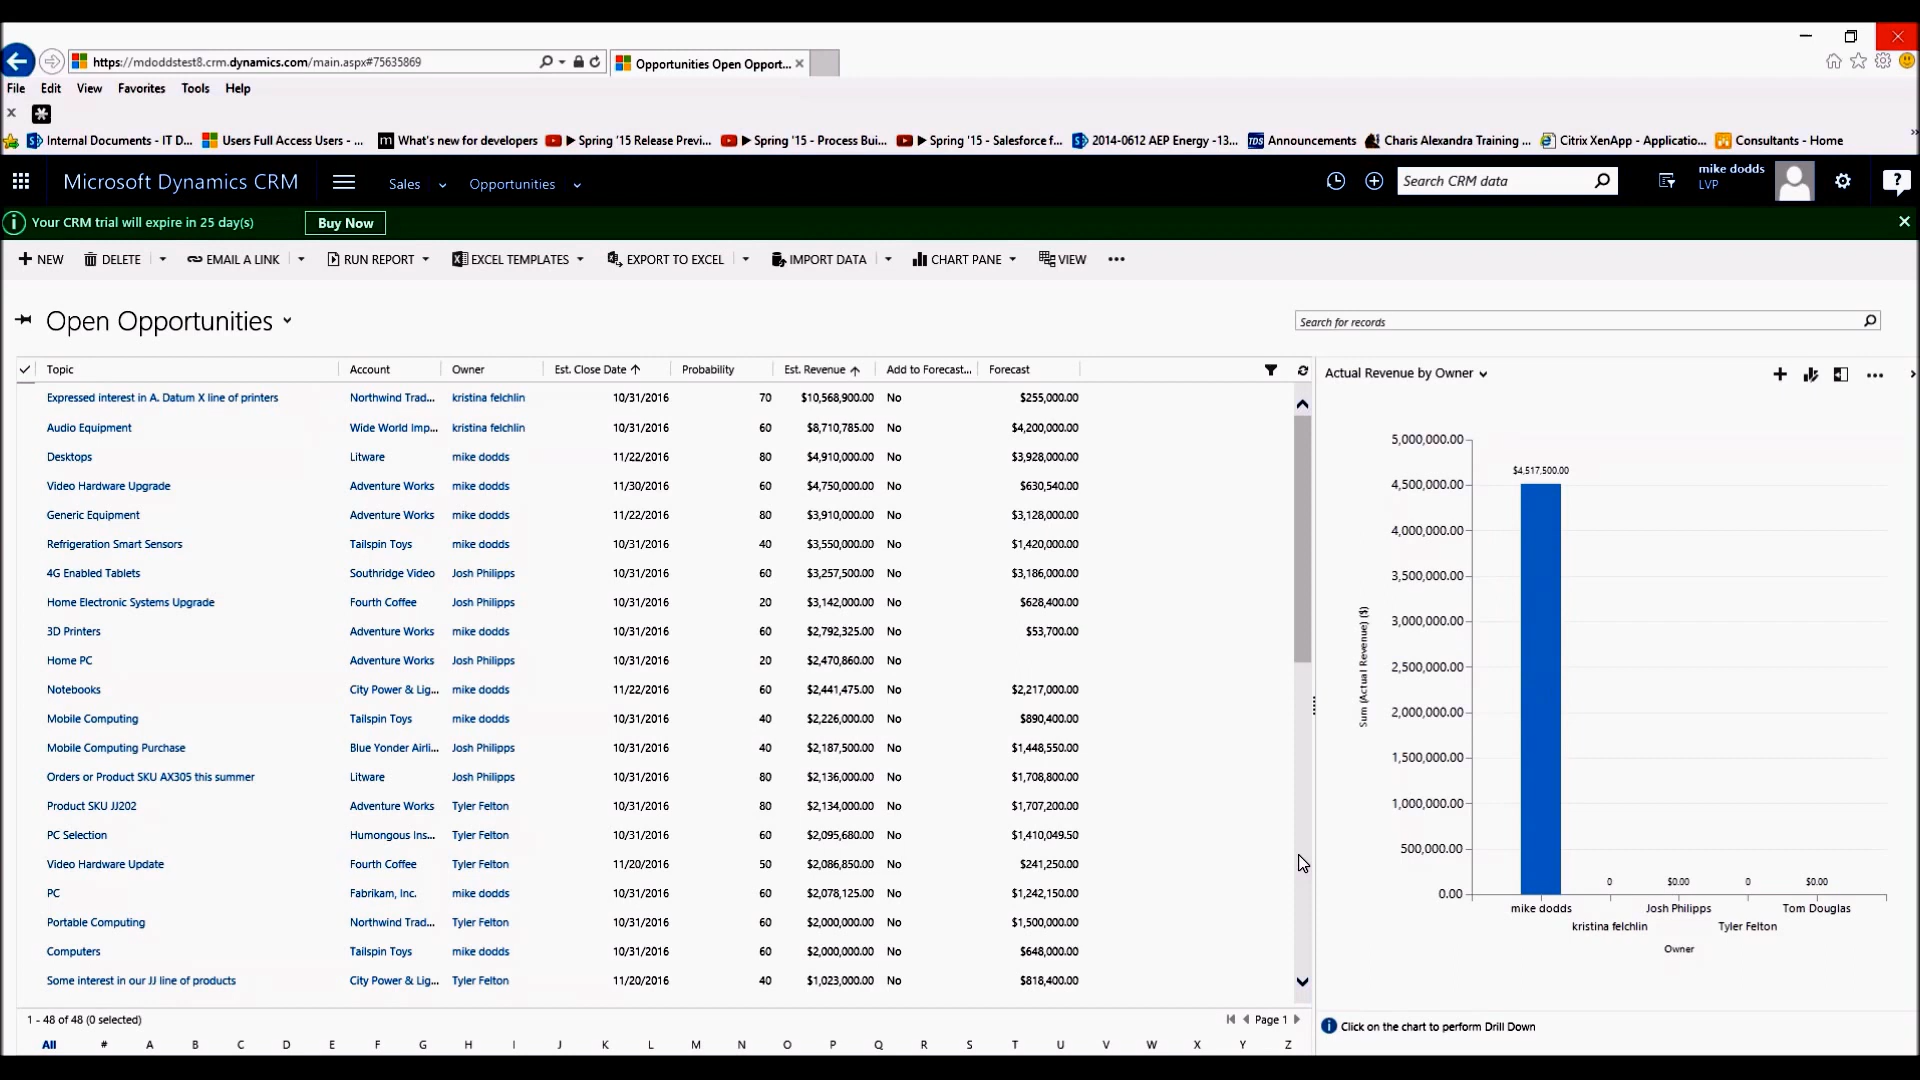 https://mdoddstest8.crm.dynamics.com/main.aspx#75635869
Opportunities Open Opport...
File Edit View Favorites Tools Help
Internal Documents - IT D... Users Full Access Users - ... What's new for developers Spring '15 Release Previ... Spring '15 - Process Bui... Spring '15 - Salesforce f... 2014-0612 AEP Energy -13... Announcements Charis Alexandra Training ... Citrix XenApp - Applicatio... Consultants - Home
Microsoft Dynamics CRM Sales Opportunities Search CRM data mike dodds
LVP
Your CRM trial will expire in 25 day(s) Buy Now
NEW DELETE EMAIL A LINK RUN REPORT EXCEL TEMPLATES EXPORT TO EXCEL IMPORT DATA CHART PANE VIEW
Open Opportunities
Search for records
Topic Account Owner Est. Close Date Probability Est. Revenue Add to Forecast... Forecast
Expressed interest in A. Datum X line of printers Northwind Trad... kristina felchlin 10/31/2016 70 $10,568,900.00 No $255,000.00
Audio Equipment Wide World Imp... kristina felchlin 10/31/2016 60 $8,710,785.00 No $4,200,000.00
Desktops Litware mike dodds 11/22/2016 80 $4,910,000.00 No $3,928,000.00
Video Hardware Upgrade Adventure Works mike dodds 11/30/2016 60 $4,750,000.00 No $630,540.00
Generic Equipment Adventure Works mike dodds 11/22/2016 80 $3,910,000.00 No $3,128,000.00
Refrigeration Smart Sensors Tailspin Toys mike dodds 10/31/2016 40 $3,550,000.00 No $1,420,000.00
4G Enabled Tablets Southridge Video Josh Philipps 10/31/2016 60 $3,257,500.00 No $3,186,000.00
Home Electronic Systems Upgrade Fourth Coffee Josh Philipps 10/31/2016 20 $3,142,000.00 No $628,400.00
3D Printers Adventure Works mike dodds 10/31/2016 60 $2,792,325.00 No $53,700.00
Home PC Adventure Works Josh Philipps 10/31/2016 20 $2,470,860.00 No
Notebooks City Power & Lig... mike dodds 11/22/2016 60 $2,441,475.00 No $2,217,000.00
Mobile Computing Tailspin Toys mike dodds 10/31/2016 40 $2,226,000.00 No $890,400.00
Mobile Computing Purchase Blue Yonder Airli... Josh Philipps 10/31/2016 40 $2,187,500.00 No $1,448,550.00
Orders or Product SKU AX305 this summer Litware Josh Philipps 10/31/2016 80 $2,136,000.00 No $1,708,800.00
Product SKU JJ202 Adventure Works Tyler Felton 10/31/2016 80 $2,134,000.00 No $1,707,200.00
PC Selection Humongous Ins... Tyler Felton 10/31/2016 60 $2,095,680.00 No $1,410,049.50
Video Hardware Update Fourth Coffee Tyler Felton 11/20/2016 50 $2,086,850.00 No $241,250.00
PC Fabrikam, Inc. mike dodds 10/31/2016 60 $2,078,125.00 No $1,242,150.00
Portable Computing Northwind Trad... Tyler Felton 10/31/2016 60 $2,000,000.00 No $1,500,000.00
Computers Tailspin Toys mike dodds 10/31/2016 60 $2,000,000.00 No $648,000.00
Some interest in our JJ line of products City Power & Lig... Tyler Felton 11/20/2016 40 $1,023,000.00 No $818,400.00
1 - 48 of 48 (0 selected) Page 1
All # A B C D E F G H I J K L M N O P Q R S T U V W X Y Z
Actual Revenue by Owner
5,000,000.00
$4,517,500.00
4,500,000.00
4,000,000.00
3,500,000.00
3,000,000.00
2,500,000.00
2,000,000.00
1,500,000.00
1,000,000.00
500,000.00
0.00
Sum (Actual Revenue) ($)
0 $0.00 0 $0.00
mike dodds Josh Philipps Tom Douglas
kristina felchlin Tyler Felton
Owner
Click on the chart to perform Drill Down